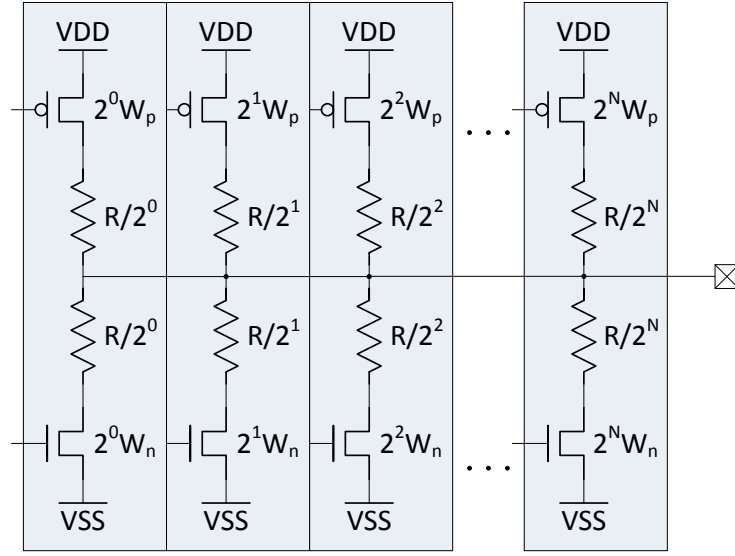 VDD VDD VDD VDD
2⁰Wₚ 2¹Wₚ 2²Wₚ 2ᴺWₚ
. . .
R/2⁰ R/2¹ R/2² R/2ᴺ
R/2⁰ R/2¹ R/2² R/2ᴺ
2⁰Wₙ 2¹Wₙ 2²Wₙ 2ᴺWₙ
. . .
VSS VSS VSS VSS